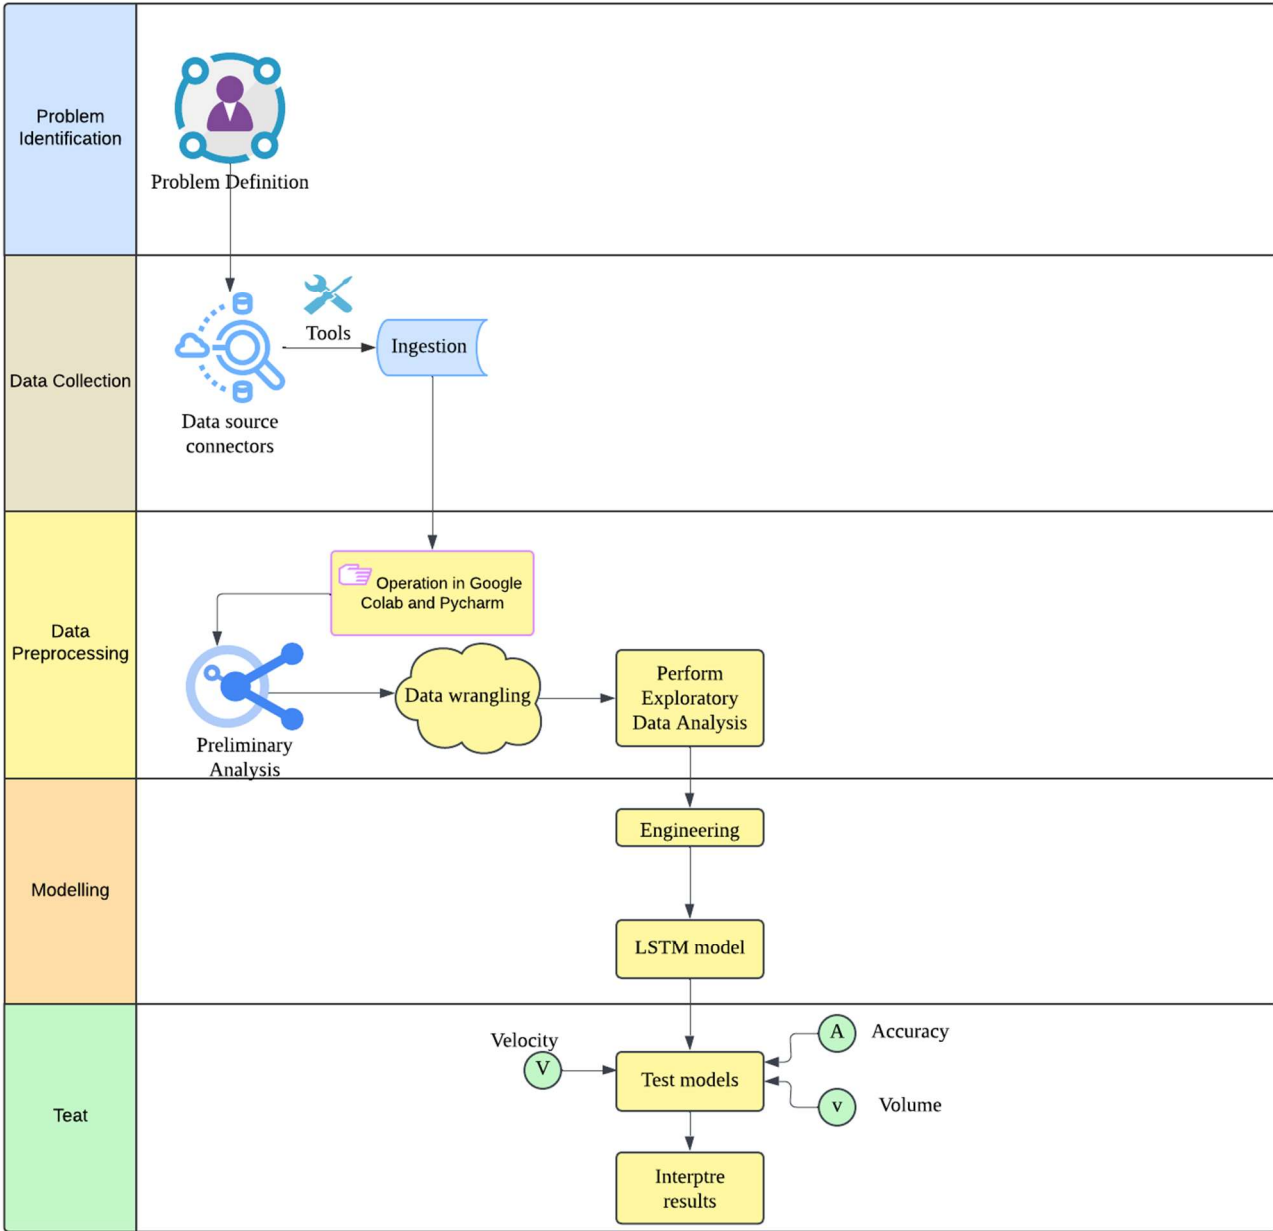 Problem
Identification
Problem Definition
Data Collection
Tools
Ingestion
Data source
connectors
Data
Preprocessing
Operation in Google
Colab and Pycharm
Preliminary
Analysis
Data wrangling
Perform
Exploratory
Data Analysis
Modelling
Engineering
LSTM model
Teat
Velocity
V
Test models
A
Accuracy
v
Volume
Interptre
results